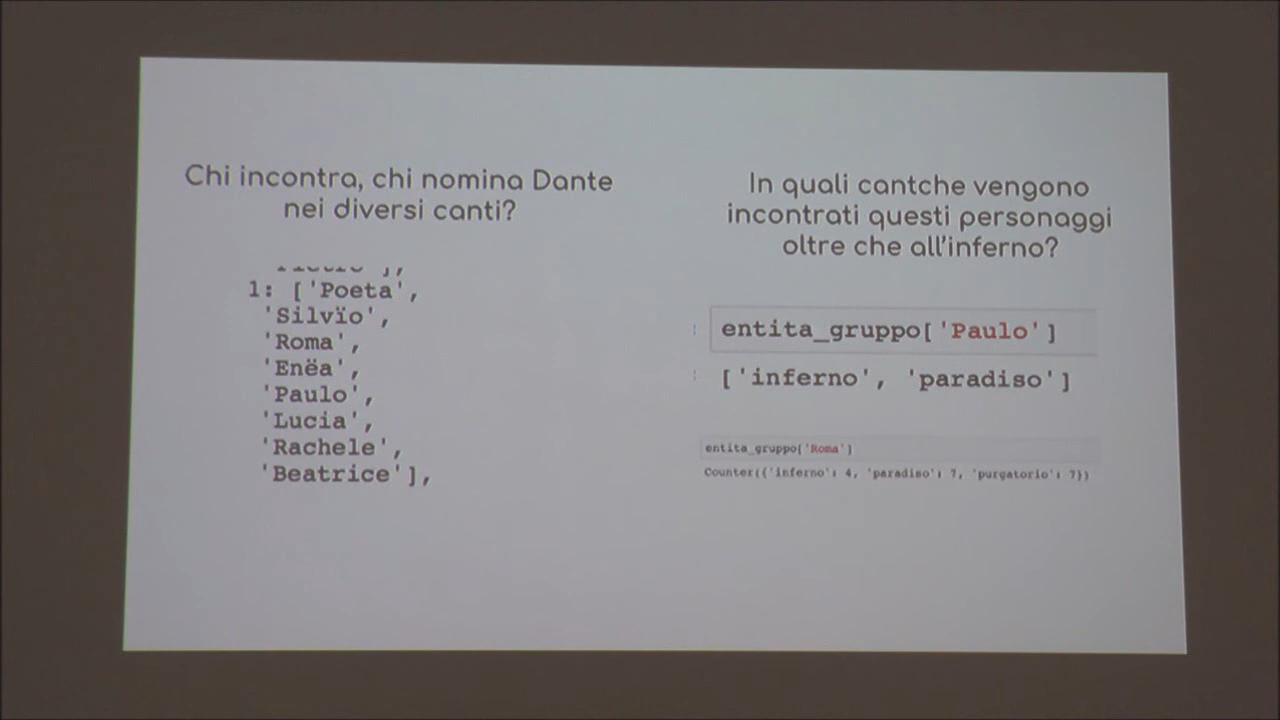 Chi incontra, chi nomina Dante
nei diversi canti?
1: ['Poeta',
'Silvïo',
'Roma',
'Enëa',
'Paulo',
'Lucia',
'Rachele',
'Beatrice'],
In quali cantche vengono
incontrati questi personaggi
oltre che all'inferno?
entita_gruppo['Paulo']
['inferno', 'paradiso']
entita_gruppo['Roma']
Counter({'inferno': 4, 'paradiso': 7, 'purgatorio': 7})